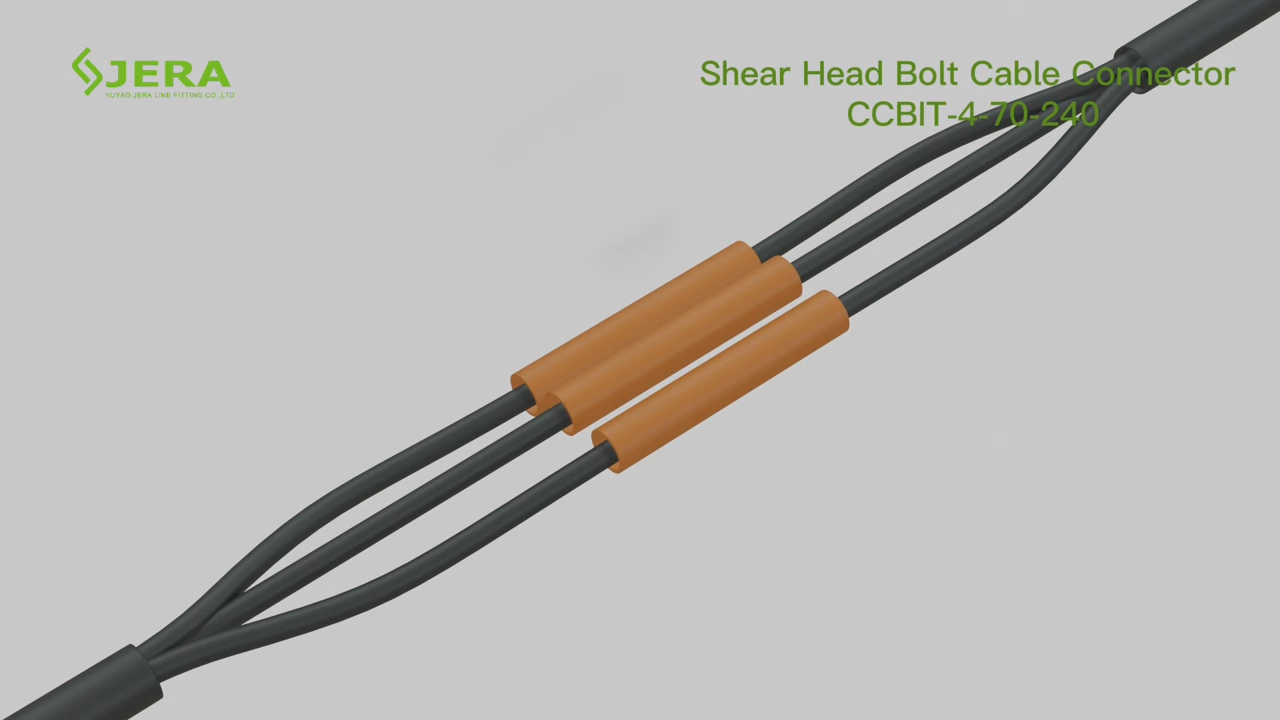 JERA
YUYAO JERA LINE FITTING CO.,LTD
Shear Head Bolt Cable Connector
CCBIT-4-70-240